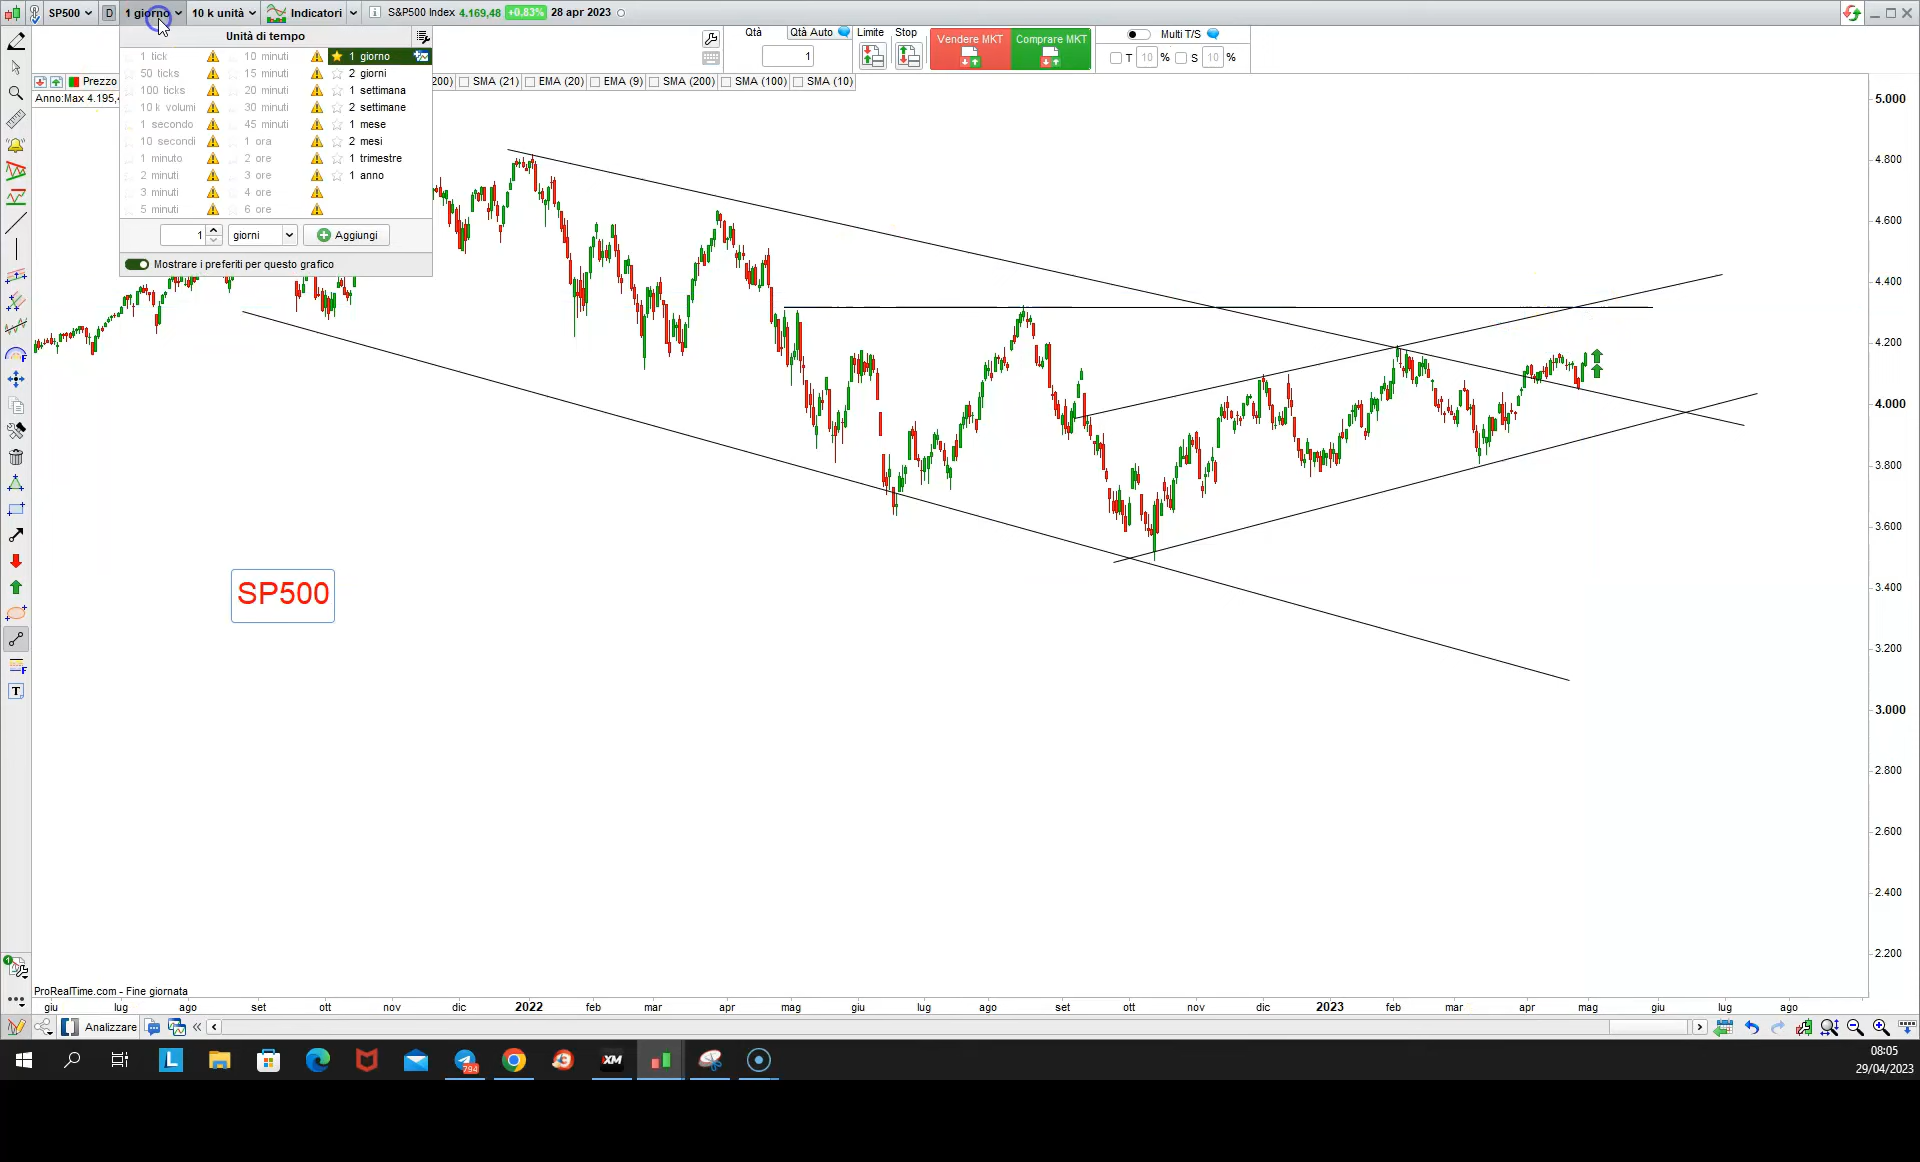 SP500 D 1 giorno 10 k unità Indicatori S&P500 Index 4.169,48 +0.83% 28 apr 2023
Unità di tempo
1 tick 10 minuti 1 giorno
50 ticks 15 minuti 2 giorni
100 ticks 20 minuti 1 settimana
10 k volumi 30 minuti 2 settimane
1 secondo 45 minuti 1 mese
10 secondi 1 ora 2 mesi
1 minuto 2 ore 1 trimestre
2 minuti 3 ore 1 anno
3 minuti 4 ore
5 minuti 6 ore
1 giorni Aggiungi
Mostrare i preferiti per questo grafico
Qtà Qtà Auto Limite Stop
1
Vendere MKT Comprare MKT
Multi T/S
T 10 % S 10 %
Prezzo 200) SMA (21) EMA (20) EMA (9) SMA (200) SMA (100) SMA (10)
Anno:Max 4.195,4
5.000
4.800
4.600
4.400
4.200
4.000
3.800
3.600
3.400
3.200
3.000
2.800
2.600
2.400
2.200
SP500
ProRealTime.com - Fine giornata
giu lug ago set ott nov dic 2022 feb mar apr mag giu lug ago set ott nov dic 2023 feb mar apr mag giu lug ago
Analizzare
794
XM
08:05
29/04/2023